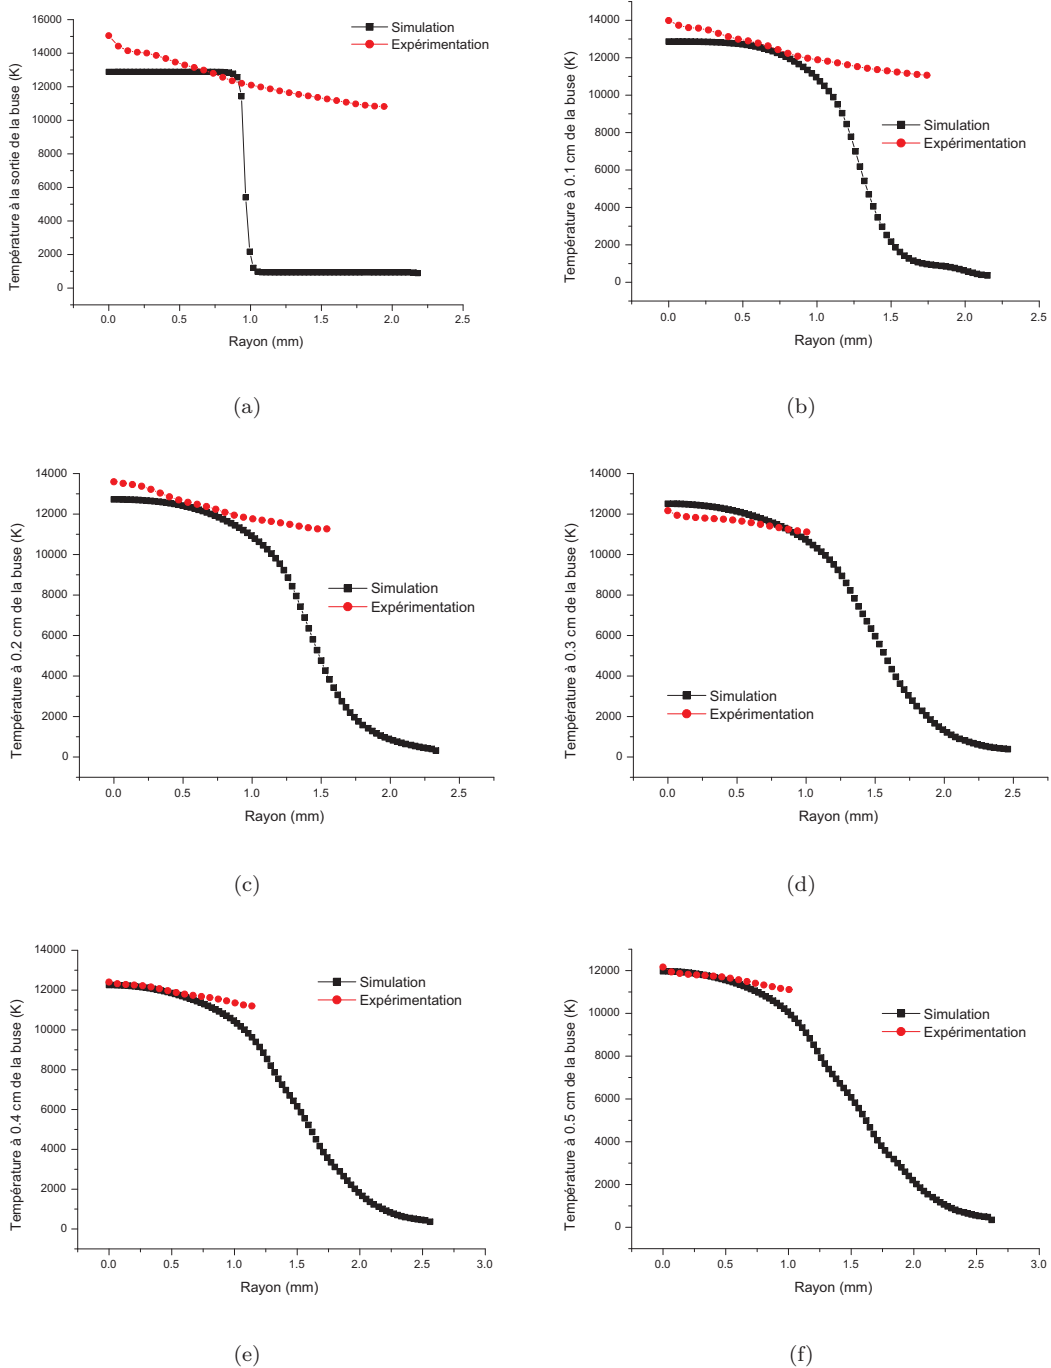 Température à la sortie de la buse (K)
16000
14000
12000
10000
8000
6000
4000
2000
0
0.0 0.5 1.0 1.5 2.0 2.5
Rayon (mm)
Simulation
Expérimentation
(a)
Température à 0.1 cm de la buse (K)
14000
12000
10000
8000
6000
4000
2000
0
0.0 0.5 1.0 1.5 2.0 2.5
Rayon (mm)
Simulation
Expérimentation
(b)
Température à 0.2 cm de la buse (K)
14000
12000
10000
8000
6000
4000
2000
0
0.0 0.5 1.0 1.5 2.0 2.5
Rayon (mm)
Simulation
Expérimentation
(c)
Température à 0.3 cm de la buse (K)
14000
12000
10000
8000
6000
4000
2000
0
0.0 0.5 1.0 1.5 2.0 2.5
Rayon (mm)
Simulation
Expérimentation
(d)
Température à 0.4 cm de la buse (K)
14000
12000
10000
8000
6000
4000
2000
0
0.0 0.5 1.0 1.5 2.0 2.5 3.0
Rayon (mm)
Simulation
Expérimentation
(e)
Température à 0.5 cm de la buse (K)
12000
10000
8000
6000
4000
2000
0
0.0 0.5 1.0 1.5 2.0 2.5 3.0
Rayon (mm)
Simulation
Expérimentation
(f)